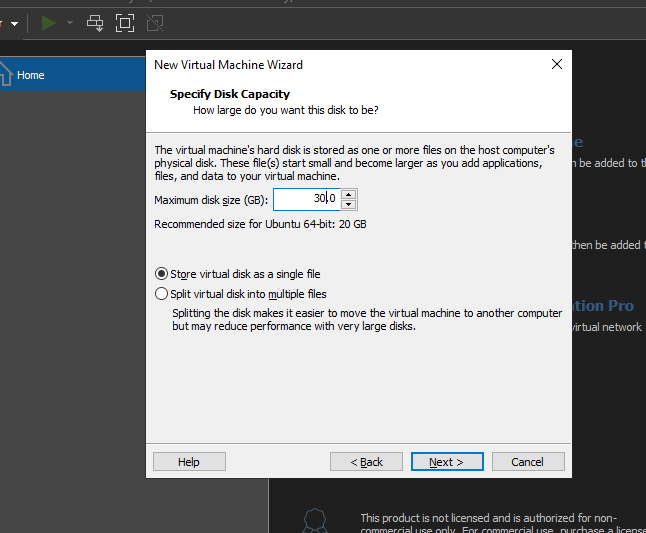 Home
New Virtual Machine Wizard
Specify Disk Capacity
How large do you want this disk to be?
The virtual machine's hard disk is stored as one or more files on the host computer's
physical disk. These file(s) start small and become larger as you add applications,
files, and data to your virtual machine.
Maximum disk size (GB): 30.0
Recommended size for Ubuntu 64-bit: 20 GB
Store virtual disk as a single file
Split virtual disk into multiple files
Splitting the disk makes it easier to move the virtual machine to another computer
but may reduce performance with very large disks.
Help
< Back
Next >
Cancel
be added to
then be added
Pro
virtual network
This product is not licensed and is authorized for non-
commercial use only. For commercial use, purchase a license